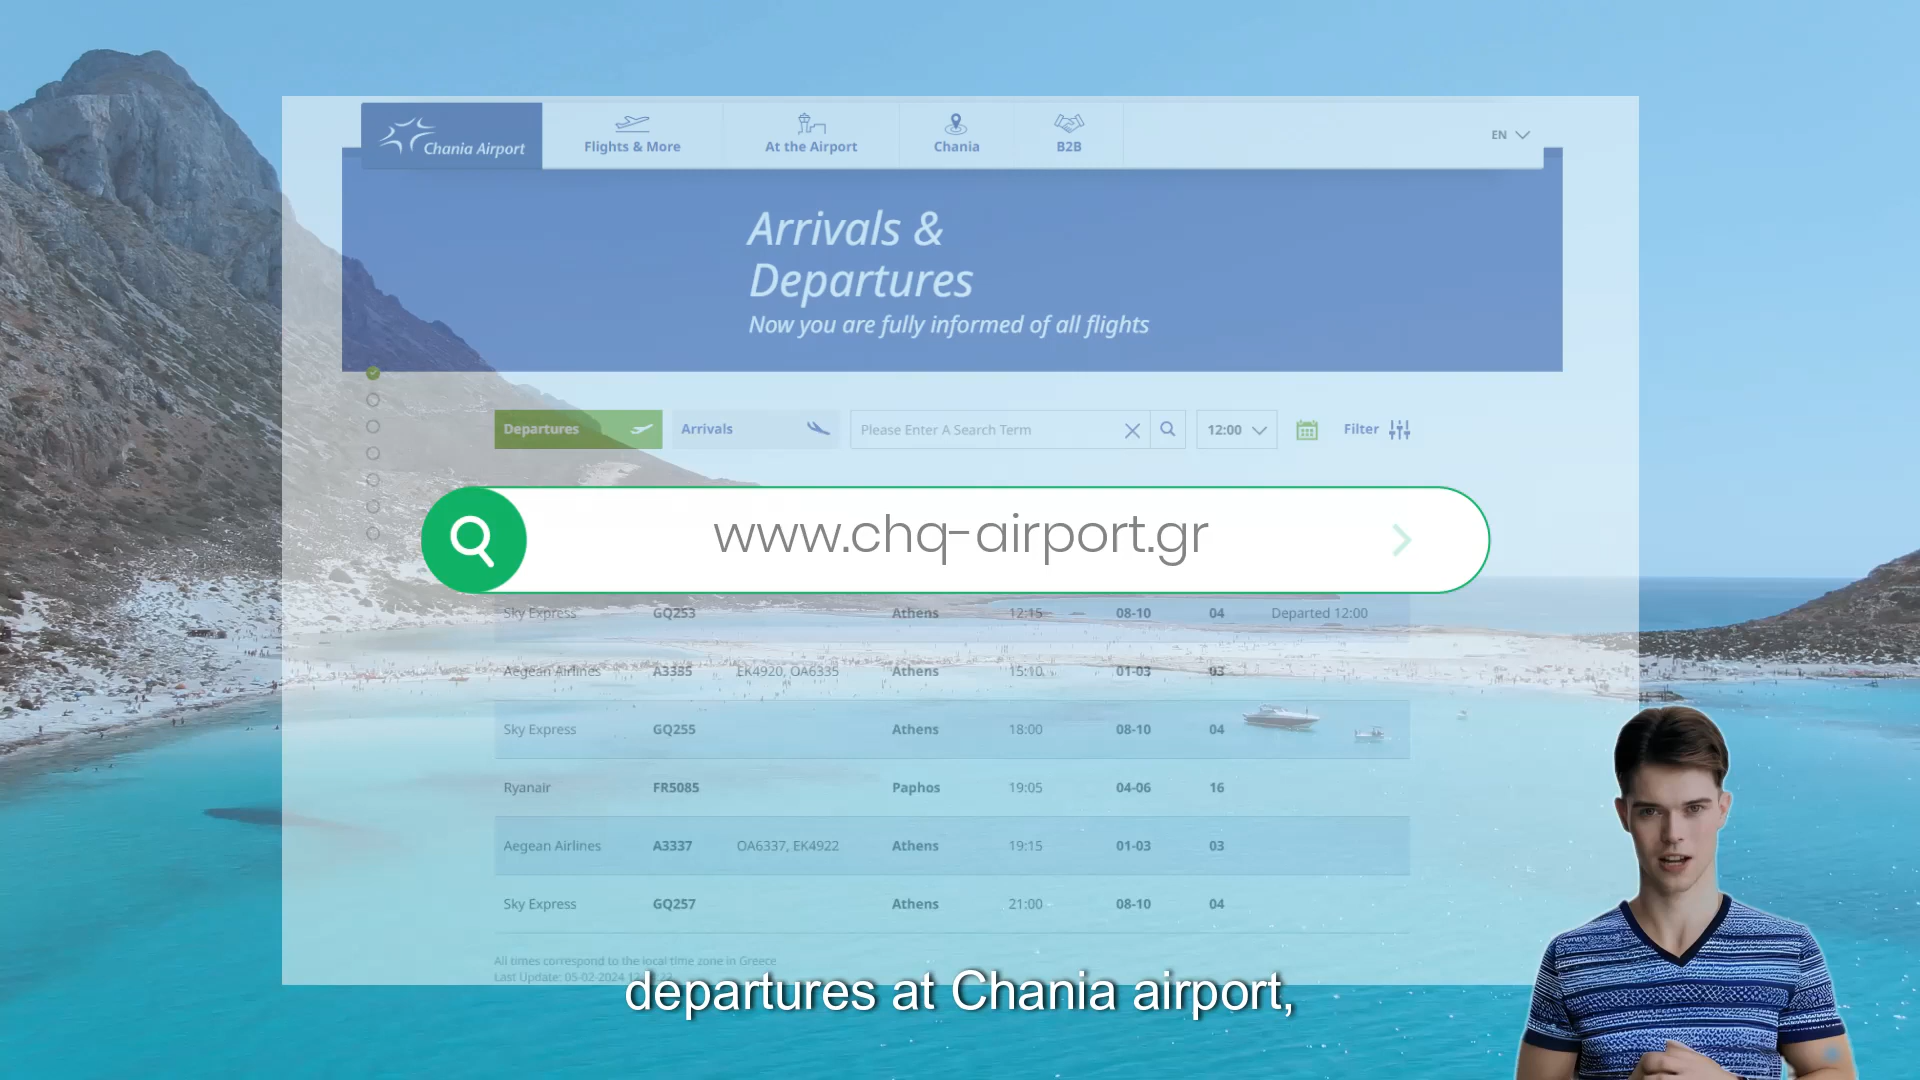 Chania Airport
Flights & More
At the Airport
Chania
B2B
EN
Arrivals &
Departures
Now you are fully informed of all flights
Departures
Arrivals
Please Enter A Search Term
12:00
Filter
www.chq-airport.gr
Sky Express GQ253 Athens 12:15 08-10 04 Departed 12:00
Aegean Airlines A3335 EK4920, OA6335 Athens 15:10 01-03 03
Sky Express GQ255 Athens 18:00 08-10 04
Ryanair FR5085 Paphos 19:05 04-06 16
Aegean Airlines A3337 OA6337, EK4922 Athens 19:15 01-03 03
Sky Express GQ257 Athens 21:00 08-10 04
All times correspond to the local time zone in Greece
Last Update: 05-02-2024
departures at Chania airport,